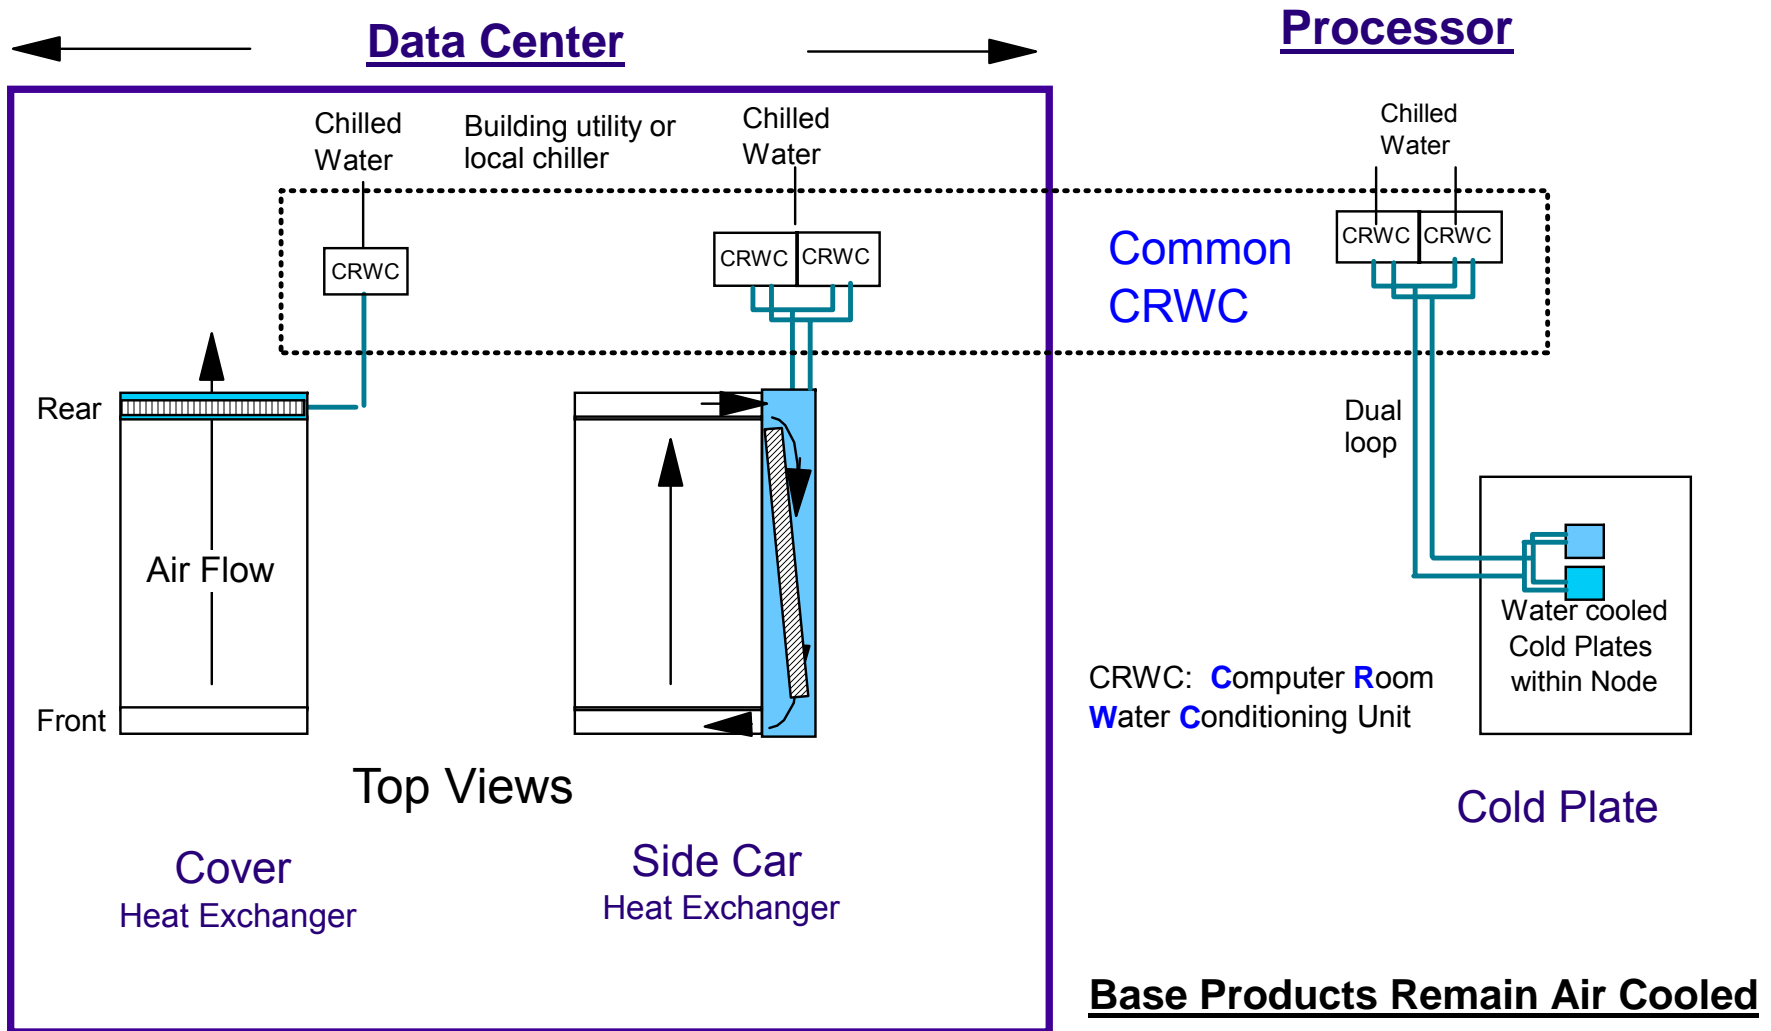 Data Center
Processor
Chilled
Water
Building utility or
local chiller
Chilled
Water
Chilled
Water
CRWC
CRWC
CRWC
Common
CRWC
CRWC
CRWC
Rear
Air Flow
Front
Dual
loop
Water cooled
Cold Plates
within Node
CRWC: Computer Room
Water Conditioning Unit
Top Views
Cold Plate
Cover
Heat Exchanger
Side Car
Heat Exchanger
Base Products Remain Air Cooled